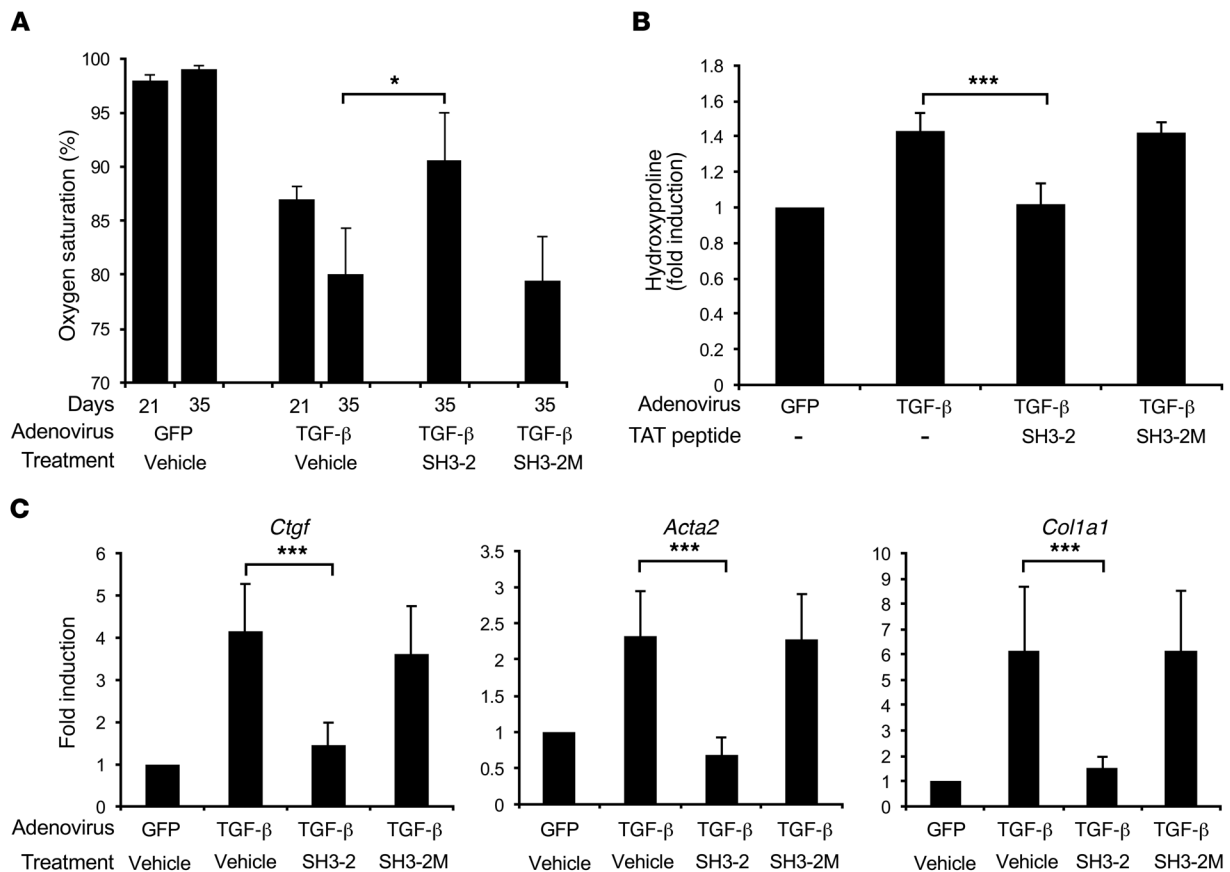 A
Oxygen saturation (%)
100
95
90
85
80
75
70
*
Days 21 35 21 35 35 35
Adenovirus GFP TGF-β TGF-β TGF-β
Treatment Vehicle Vehicle SH3-2 SH3-2M
B
Hydroxyproline
(fold induction)
1.8
1.6
1.4
1.2
1
0.8
0.6
0.4
0.2
0
***
Adenovirus GFP TGF-β TGF-β TGF-β
TAT peptide - - SH3-2 SH3-2M
C
Fold induction
Ctgf
***
6
5
4
3
2
1
0
Adenovirus GFP TGF-β TGF-β TGF-β
Treatment Vehicle Vehicle SH3-2 SH3-2M
Acta2
***
3.5
3
2.5
2
1.5
1
0.5
0
GFP TGF-β TGF-β TGF-β
Vehicle Vehicle SH3-2 SH3-2M
Col1a1
***
10
9
8
7
6
5
4
3
2
1
0
GFP TGF-β TGF-β TGF-β
Vehicle Vehicle SH3-2 SH3-2M